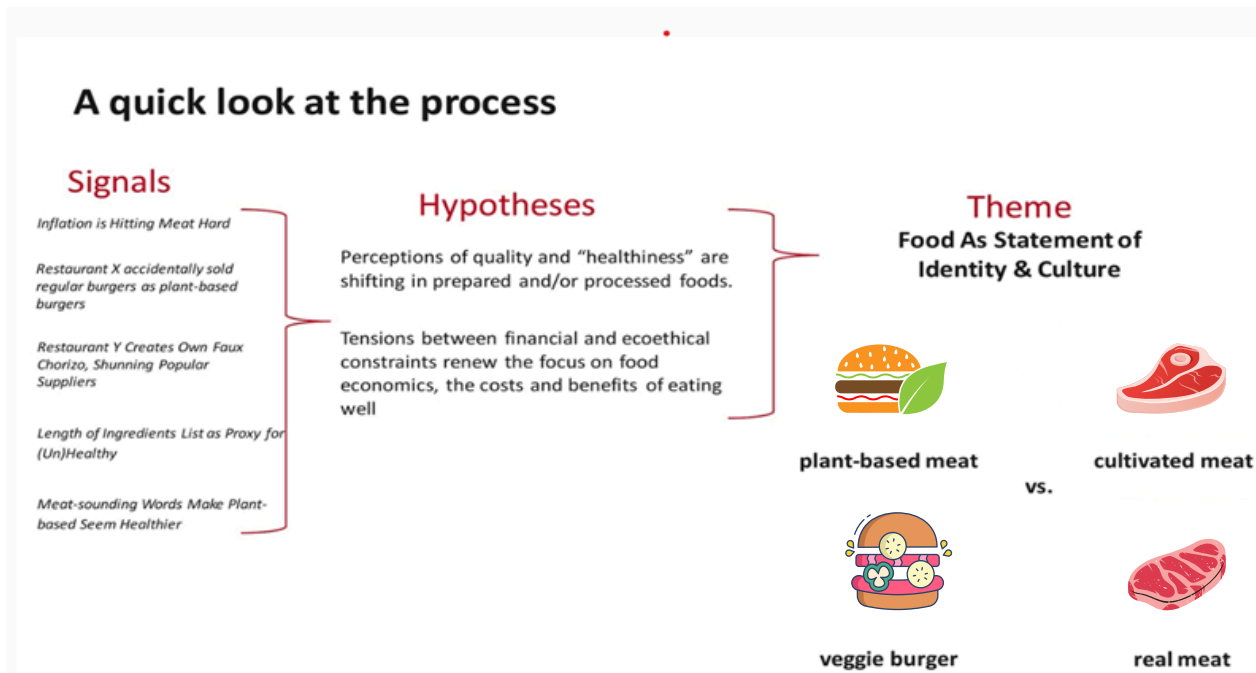 A quick look at the process
Signals
Inflation is Hitting Meat Hard
Restaurant X accidentally sold
regular burgers as plant-based
burgers
Restaurant Y Creates Own Faux
Chorizo, Shunning Popular
Suppliers
Length of Ingredients List as Proxy for
(Un)Healthy
Meat-sounding Words Make Plant-
based Seem Healthier
Hypotheses
Perceptions of quality and “healthiness” are
shifting in prepared and/or processed foods.
Tensions between financial and ecoethical
constraints renew the focus on food
economics, the costs and benefits of eating
well
Theme
Food As Statement of
Identity & Culture
plant-based meat
cultivated meat
vs.
veggie burger
real meat